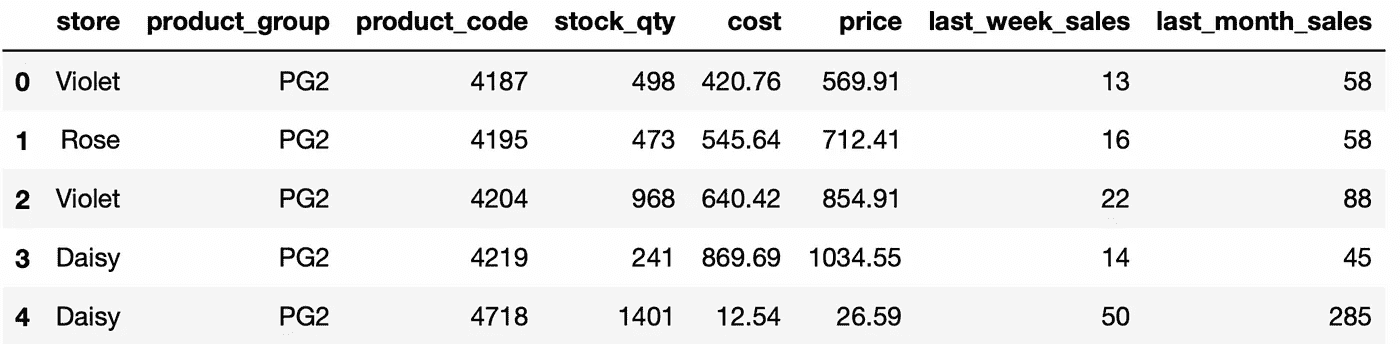 store product_group product_code stock_qty cost price last_week_sales last_month_sales
0 Violet PG2 4187 498 420.76 569.91 13 58
1 Rose PG2 4195 473 545.64 712.41 16 58
2 Violet PG2 4204 968 640.42 854.91 22 88
3 Daisy PG2 4219 241 869.69 1034.55 14 45
4 Daisy PG2 4718 1401 12.54 26.59 50 285